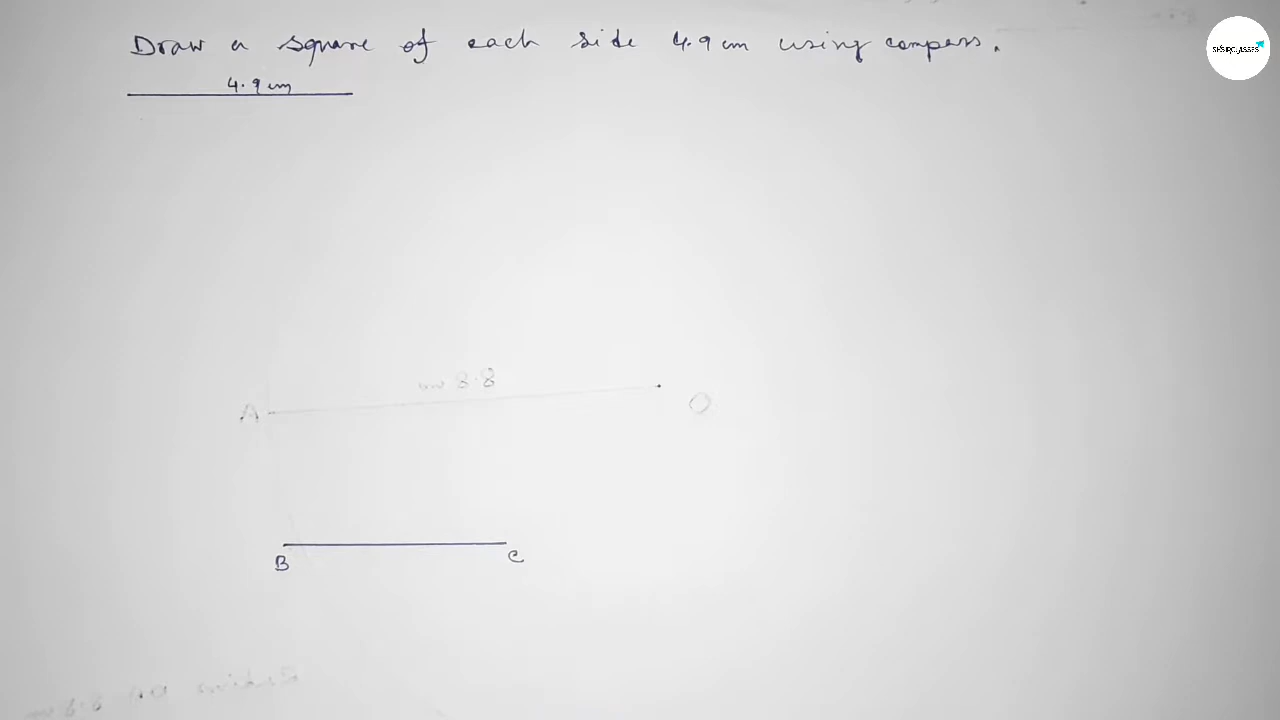 Draw a square of each side 4.9 cm using compass.
4.9 cm
A
O
B
C